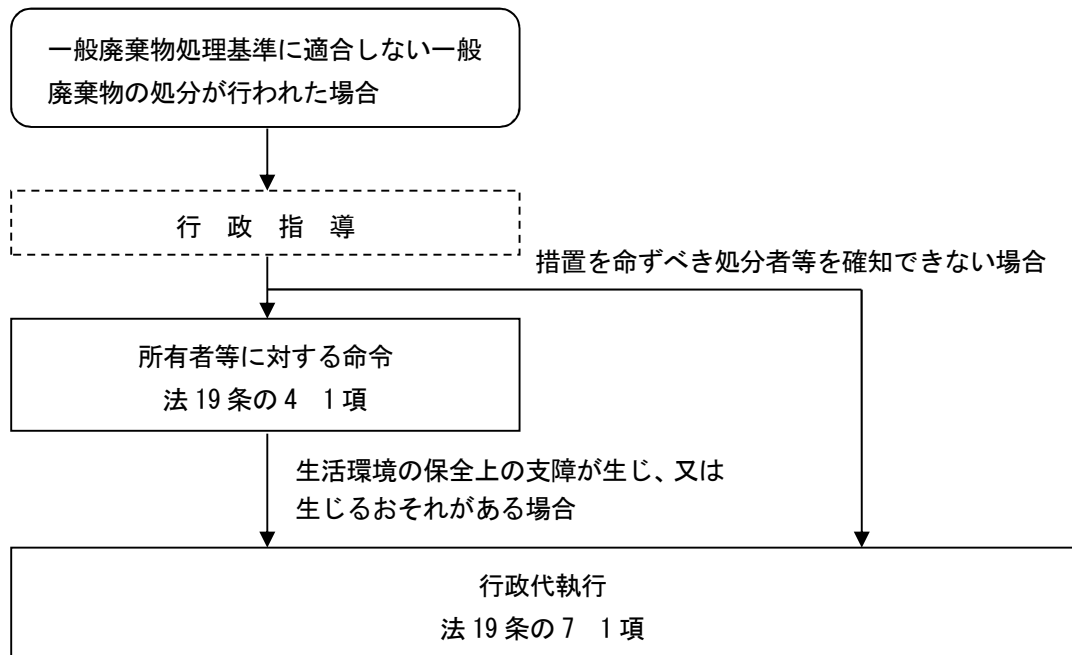 一般廃棄物処理基準に適合しない一般
廃棄物の処分が行われた場合
行 政 指 導
措置を命ずべき処分者等を確知できない場合
所有者等に対する命令
法 19 条の 4　1 項
生活環境の保全上の支障が生じ、又は
生じるおそれがある場合
行政代執行
法 19 条の 7　1 項